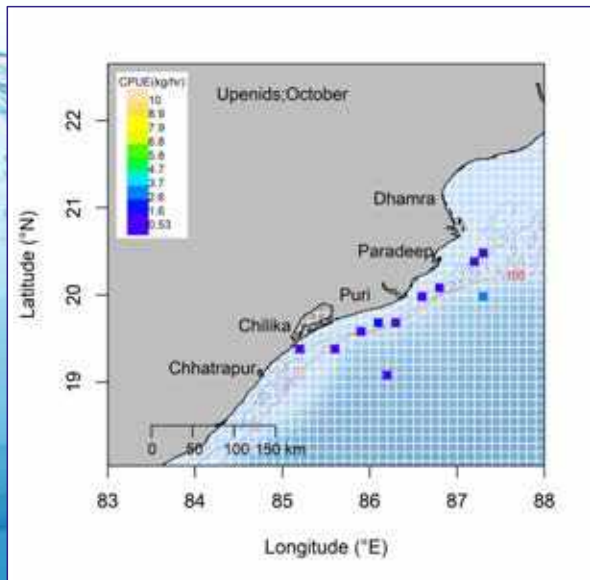 CPUE(kg/hr)
10
8.9
7.9
6.8
5.8
4.7
3.7
2.6
1.6
0.53
Upenids;October
Dhamra
Paradeep
Puri
Chilika
Chhatrapur
100
0 50 100 150 km
22
21
20
19
Latitude (°N)
83 84 85 86 87 88
Longitude (°E)